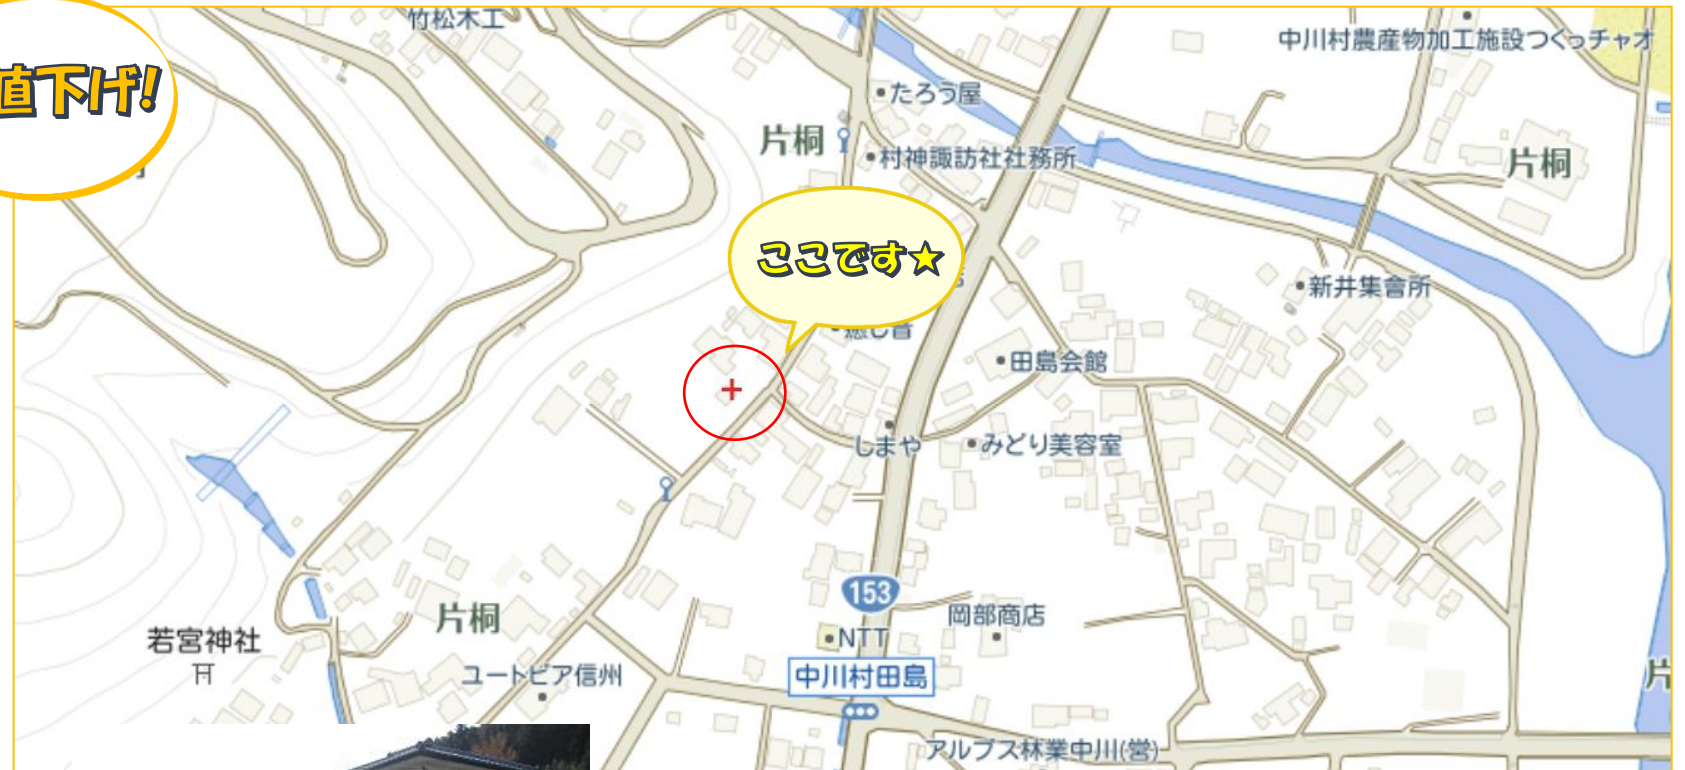 竹松木工
中川村農産物加工施設つくっチャオ
値下げ!
たろう屋
片桐
村神諏訪社社務所
片桐
ここです★
新井集會所
癒し
田島会館
しまや
みどり美容室
153
片桐
岡部商店
若宮神社
NTT
ユートピア信州
中川村田島
片
アルプス林業中川(営)